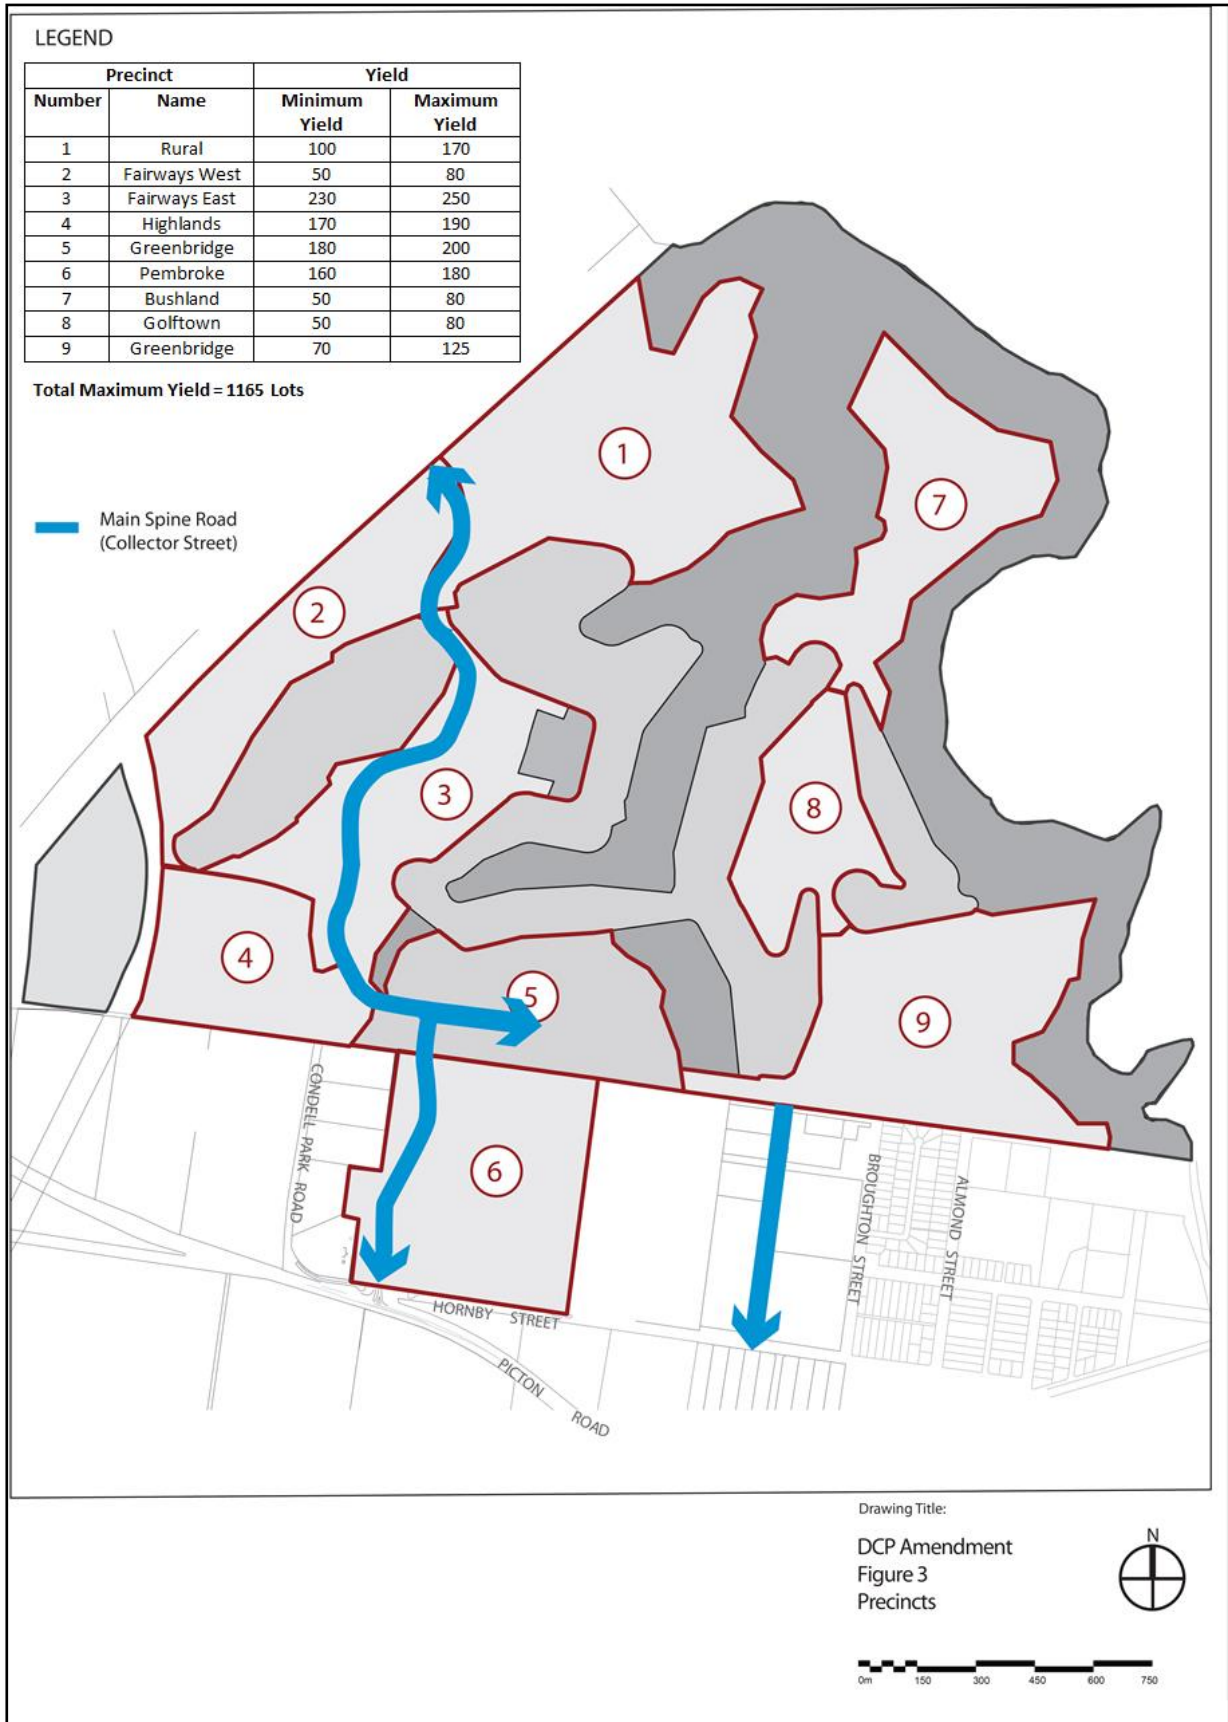 LEGEND
Precinct Yield
Number Name Minimum Yield Maximum Yield
1 Rural 100 170
2 Fairways West 50 80
3 Fairways East 230 250
4 Highlands 170 190
5 Greenbridge 180 200
6 Pembroke 160 180
7 Bushland 50 80
8 Golftown 50 80
9 Greenbridge 70 125
Total Maximum Yield = 1165 Lots
Main Spine Road
(Collector Street)
1
7
2
3
8
4
5
9
6
CONDELL PARK ROAD
BROUGHTON STREET
ALMOND STREET
HORNBY STREET
PICTON ROAD
Drawing Title:
DCP Amendment
Figure 3
Precincts
N
0m 150 300 450 600 750